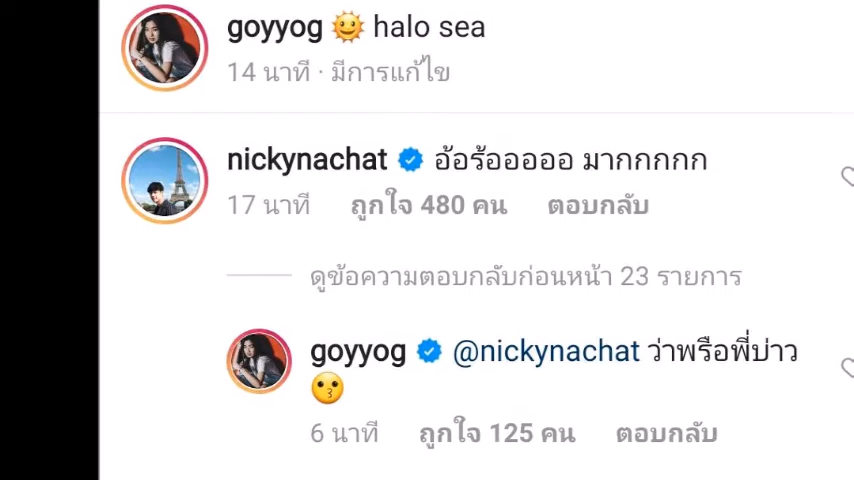 goyyog 🌞 halo sea
14 นาที · มีการแก้ไข
nickynachat อ้อร้อออออ มากกกกก
17 นาที ถูกใจ 480 คน ตอบกลับ
ดูข้อความตอบกลับก่อนหน้า 23 รายการ
goyyog @nickynachat ว่าพรือพี่บ่าว
😗
6 นาที ถูกใจ 125 คน ตอบกลับ